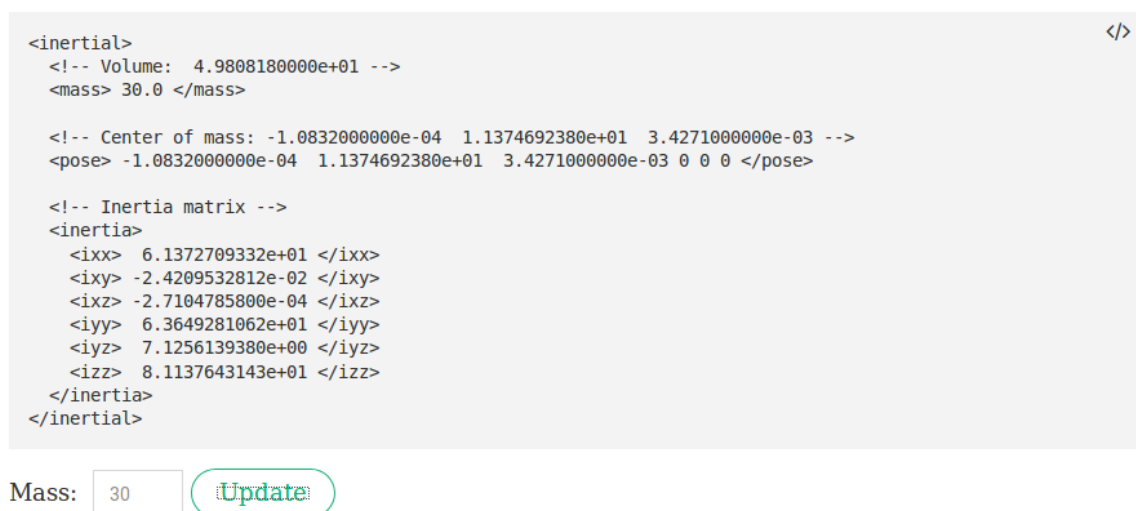 </>
<inertial>
<!-- Volume:  4.9808180000e+01 -->
<mass> 30.0 </mass>
<!-- Center of mass: -1.0832000000e-04  1.1374692380e+01  3.4271000000e-03 -->
<pose> -1.0832000000e-04  1.1374692380e+01  3.4271000000e-03 0 0 0 </pose>
<!-- Inertia matrix -->
<inertia>
<ixx>  6.1372709332e+01 </ixx>
<ixy> -2.4209532812e-02 </ixy>
<ixz> -2.7104785800e-04 </ixz>
<iyy>  6.3649281062e+01 </iyy>
<iyz>  7.1256139380e+00 </iyz>
<izz>  8.1137643143e+01 </izz>
</inertia>
</inertial>
Mass: 30 Update